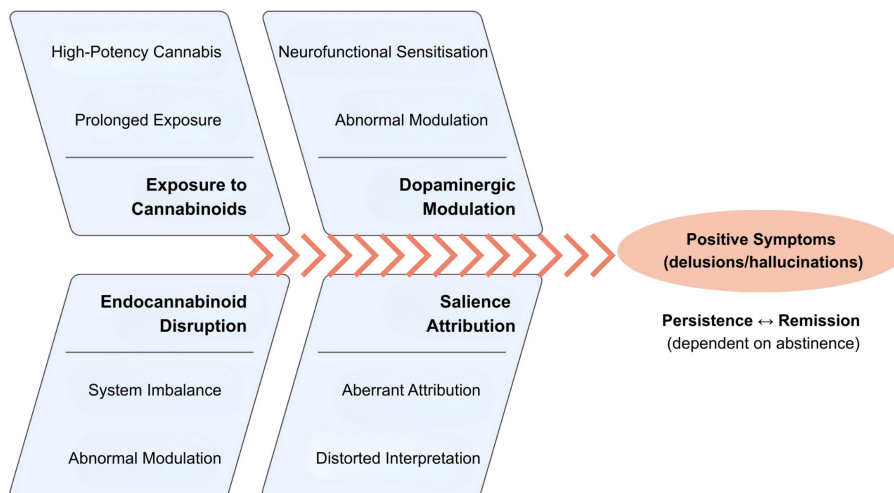 High-Potency Cannabis
Prolonged Exposure
Exposure to
Cannabinoids
Neurofunctional Sensitisation
Abnormal Modulation
Dopaminergic
Modulation
Endocannabinoid
Disruption
System Imbalance
Abnormal Modulation
Salience
Attribution
Aberrant Attribution
Distorted Interpretation
Positive Symptoms
(delusions/hallucinations)
Persistence ↔ Remission
(dependent on abstinence)